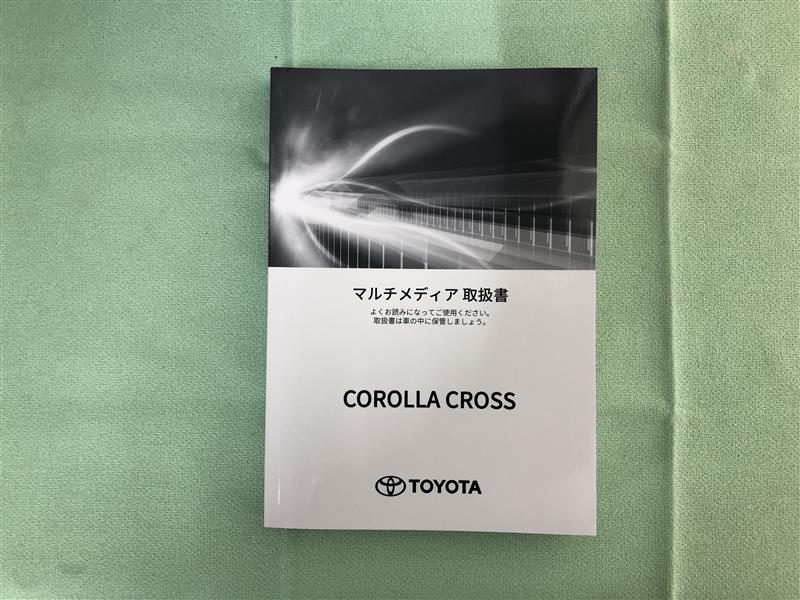 マルチメディア 取扱書
よくお読みになってご使用ください。
取扱書は車の中に保管しましょう。
COROLLA CROSS
TOYOTA